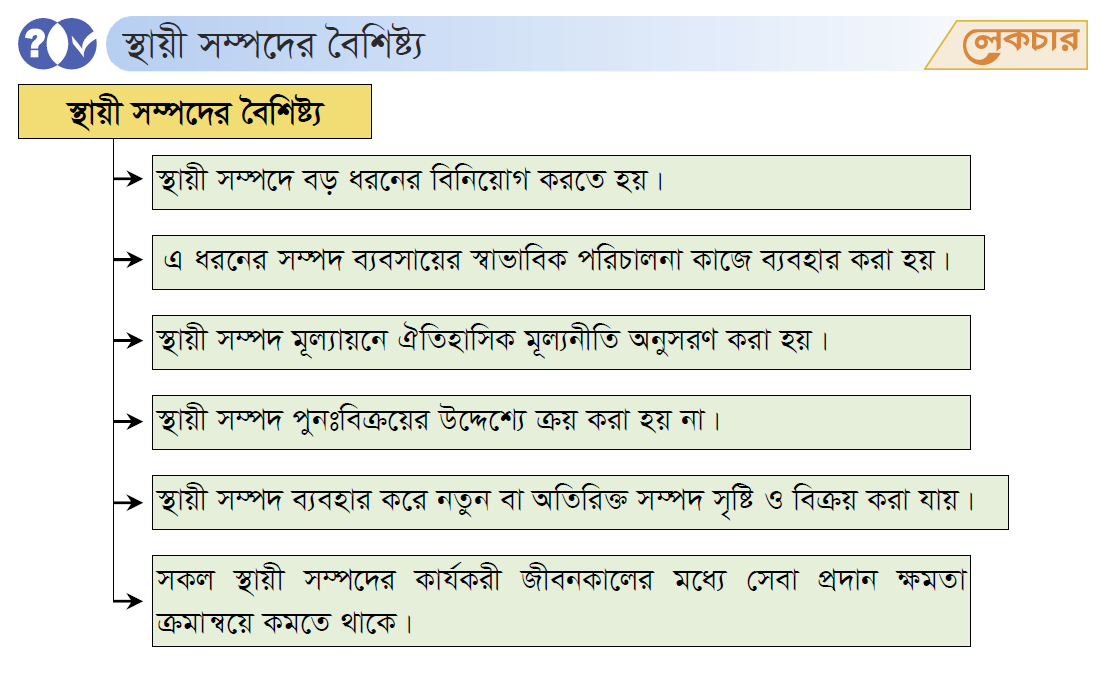 স্থায়ী সম্পদের বৈশিষ্ট্য
লেকচার
স্থায়ী সম্পদের বৈশিষ্ট্য
স্থায়ী সম্পদে বড় ধরনের বিনিয়োগ করতে হয়।
এ ধরনের সম্পদ ব্যবসায়ের স্বাভাবিক পরিচালনা কাজে ব্যবহার করা হয়।
স্থায়ী সম্পদ মূল্যায়নে ঐতিহাসিক মূল্যনীতি অনুসরণ করা হয়।
স্থায়ী সম্পদ পুনঃবিক্রয়ের উদ্দেশ্যে ক্রয় করা হয় না।
স্থায়ী সম্পদ ব্যবহার করে নতুন বা অতিরিক্ত সম্পদ সৃষ্টি ও বিক্রয় করা যায়।
সকল স্থায়ী সম্পদের কার্যকরী জীবনকালের মধ্যে সেবা প্রদান ক্ষমতা
ক্রমান্বয়ে কমতে থাকে।